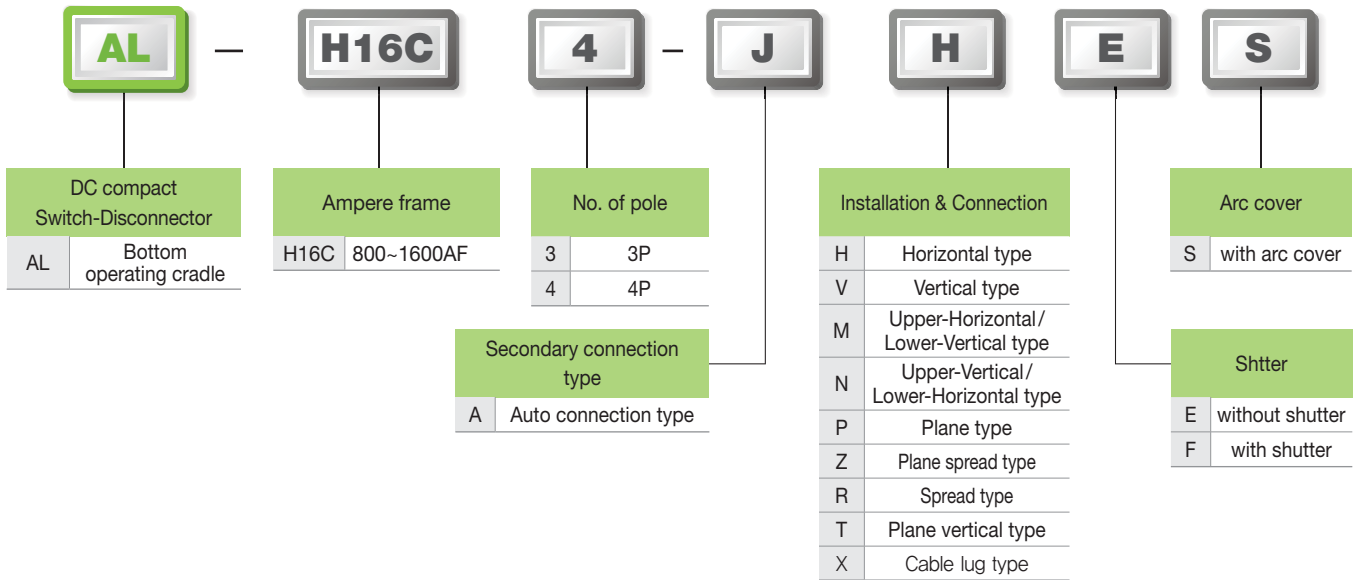 AL – H16C 4 – J H E S
DC compact
Switch-Disconnector
AL Bottom
operating cradle
Ampere frame
H16C 800~1600AF
No. of pole
3 3P
4 4P
Secondary connection
type
A Auto connection type
Installation & Connection
H Horizontal type
V Vertical type
M Upper-Horizontal/
Lower-Vertical type
N Upper-Vertical/
Lower-Horizontal type
P Plane type
Z Plane spread type
R Spread type
T Plane vertical type
X Cable lug type
Arc cover
S with arc cover
Shtter
E without shutter
F with shutter